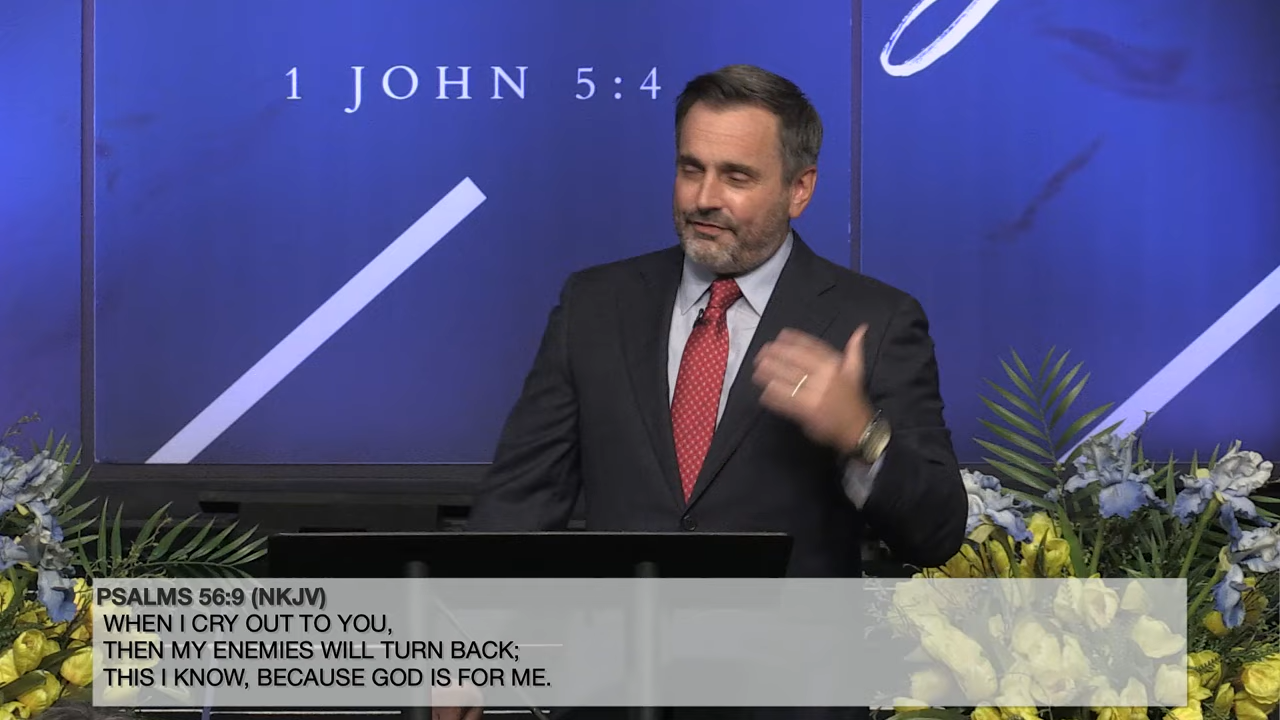 1 JOHN 5:4
PSALMS 56:9 (NKJV)
WHEN I CRY OUT TO YOU,
THEN MY ENEMIES WILL TURN BACK;
THIS I KNOW, BECAUSE GOD IS FOR ME.